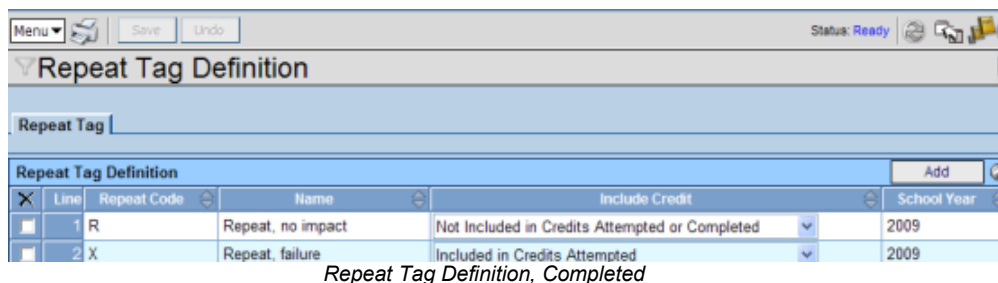 Menu Save Undo Status: Ready
Repeat Tag Definition
Repeat Tag
Repeat Tag Definition Add
X Line Repeat Code Name Include Credit School Year
1 R Repeat, no impact Not Included in Credits Attempted or Completed 2009
2 X Repeat, failure Included in Credits Attempted 2009
Repeat Tag Definition, Completed